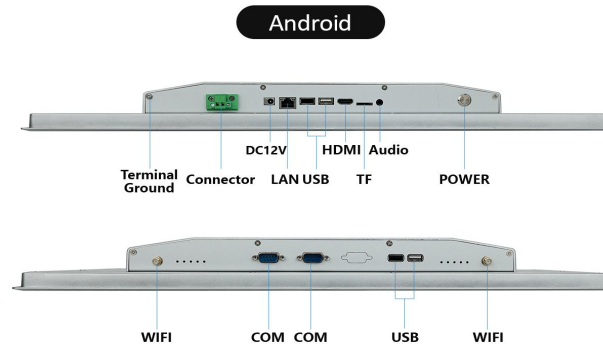 Android
DC12V
HDMI
Audio
Terminal
Ground
Connector
LAN
USB
TF
POWER
WIFI
COM
COM
USB
WIFI